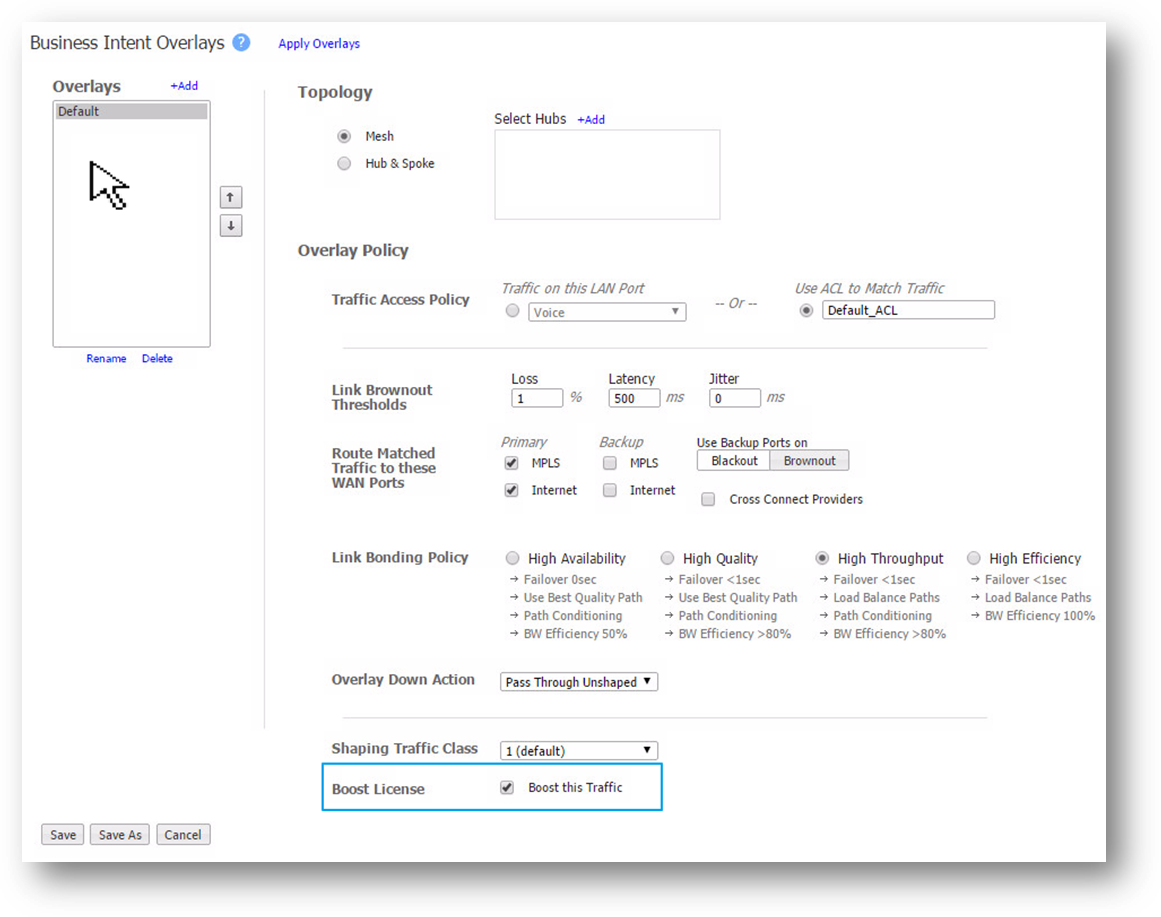 Business Intent Overlays ? Apply Overlays
Overlays +Add
Default
Rename Delete
Topology
Mesh
Hub & Spoke
Select Hubs +Add
Overlay Policy
Traffic Access Policy
Traffic on this LAN Port
Voice
-- Or --
Use ACL to Match Traffic
Default_ACL
Link Brownout
Thresholds
Loss
1 %
Latency
500 ms
Jitter
0 ms
Route Matched
Traffic to these
WAN Ports
Primary
MPLS
Internet
Backup
MPLS
Internet
Use Backup Ports on
Blackout Brownout
Cross Connect Providers
Link Bonding Policy
High Availability
→ Failover 0sec
→ Use Best Quality Path
→ Path Conditioning
→ BW Efficiency 50%
High Quality
→ Failover <1sec
→ Use Best Quality Path
→ Path Conditioning
→ BW Efficiency >80%
High Throughput
→ Failover <1sec
→ Load Balance Paths
→ Path Conditioning
→ BW Efficiency >80%
High Efficiency
→ Failover <1sec
→ Load Balance Paths
→ BW Efficiency 100%
Overlay Down Action
Pass Through Unshaped
Shaping Traffic Class
1 (default)
Boost License
Boost this Traffic
Save Save As Cancel